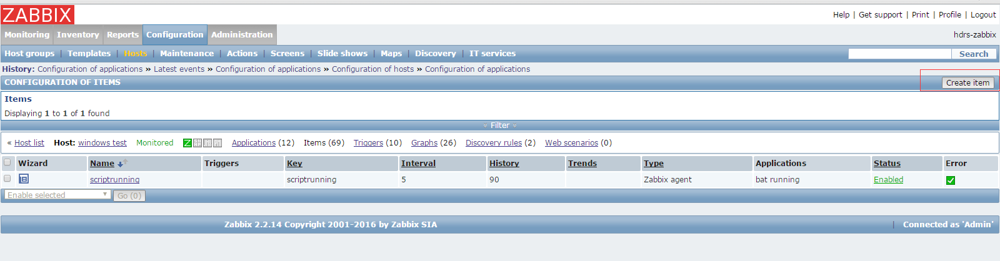 ZABBIX
Help | Get support | Print | Profile | Logout
Monitoring Inventory Reports Configuration Administration
hdrs-zabbix
Host groups | Templates | Hosts | Maintenance | Actions | Screens | Slide shows | Maps | Discovery | IT services
Search
History: Configuration of applications » Latest events » Configuration of applications » Configuration of hosts » Configuration of applications
CONFIGURATION OF ITEMS
Create item
Items
Displaying 1 to 1 of 1 found
Filter
« Host list Host: windows test Monitored Z Applications (12) Items (69) Triggers (10) Graphs (26) Discovery rules (2) Web scenarios (0)
Wizard Name Triggers Key Interval History Trends Type Applications Status Error
scriptrunning scriptrunning 5 90 Zabbix agent bat running Enabled
Enable selected Go (0)
Zabbix 2.2.14 Copyright 2001-2016 by Zabbix SIA | Connected as 'Admin'